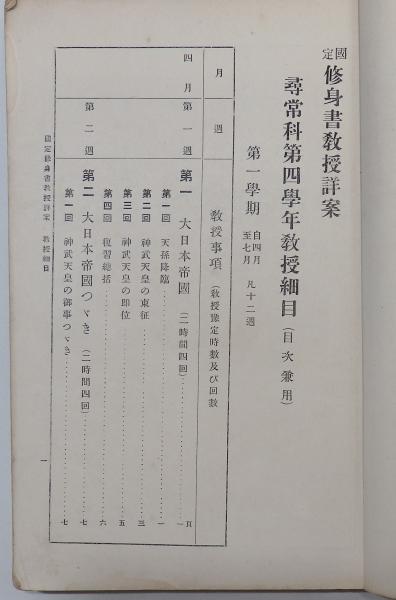 國定 修身書教授詳案
尋常科第四學年教授細目（目次兼用）
第一學期 自四月至七月 凡十二週
月 週 教授事項（教授豫定時數及び回數）
四月 第一週 第一 大日本帝國（二時間四回）…一頁
第一回 天孫降臨…一
第二回 神武天皇の東征…三
第三回 神武天皇の即位…五
第四回 復習總括…六
第二週 第二 大日本帝國つゞき（二時間四回）…七
第一回 神武天皇の御事つゞき…七
國定修身書教授詳案 教授細目 一